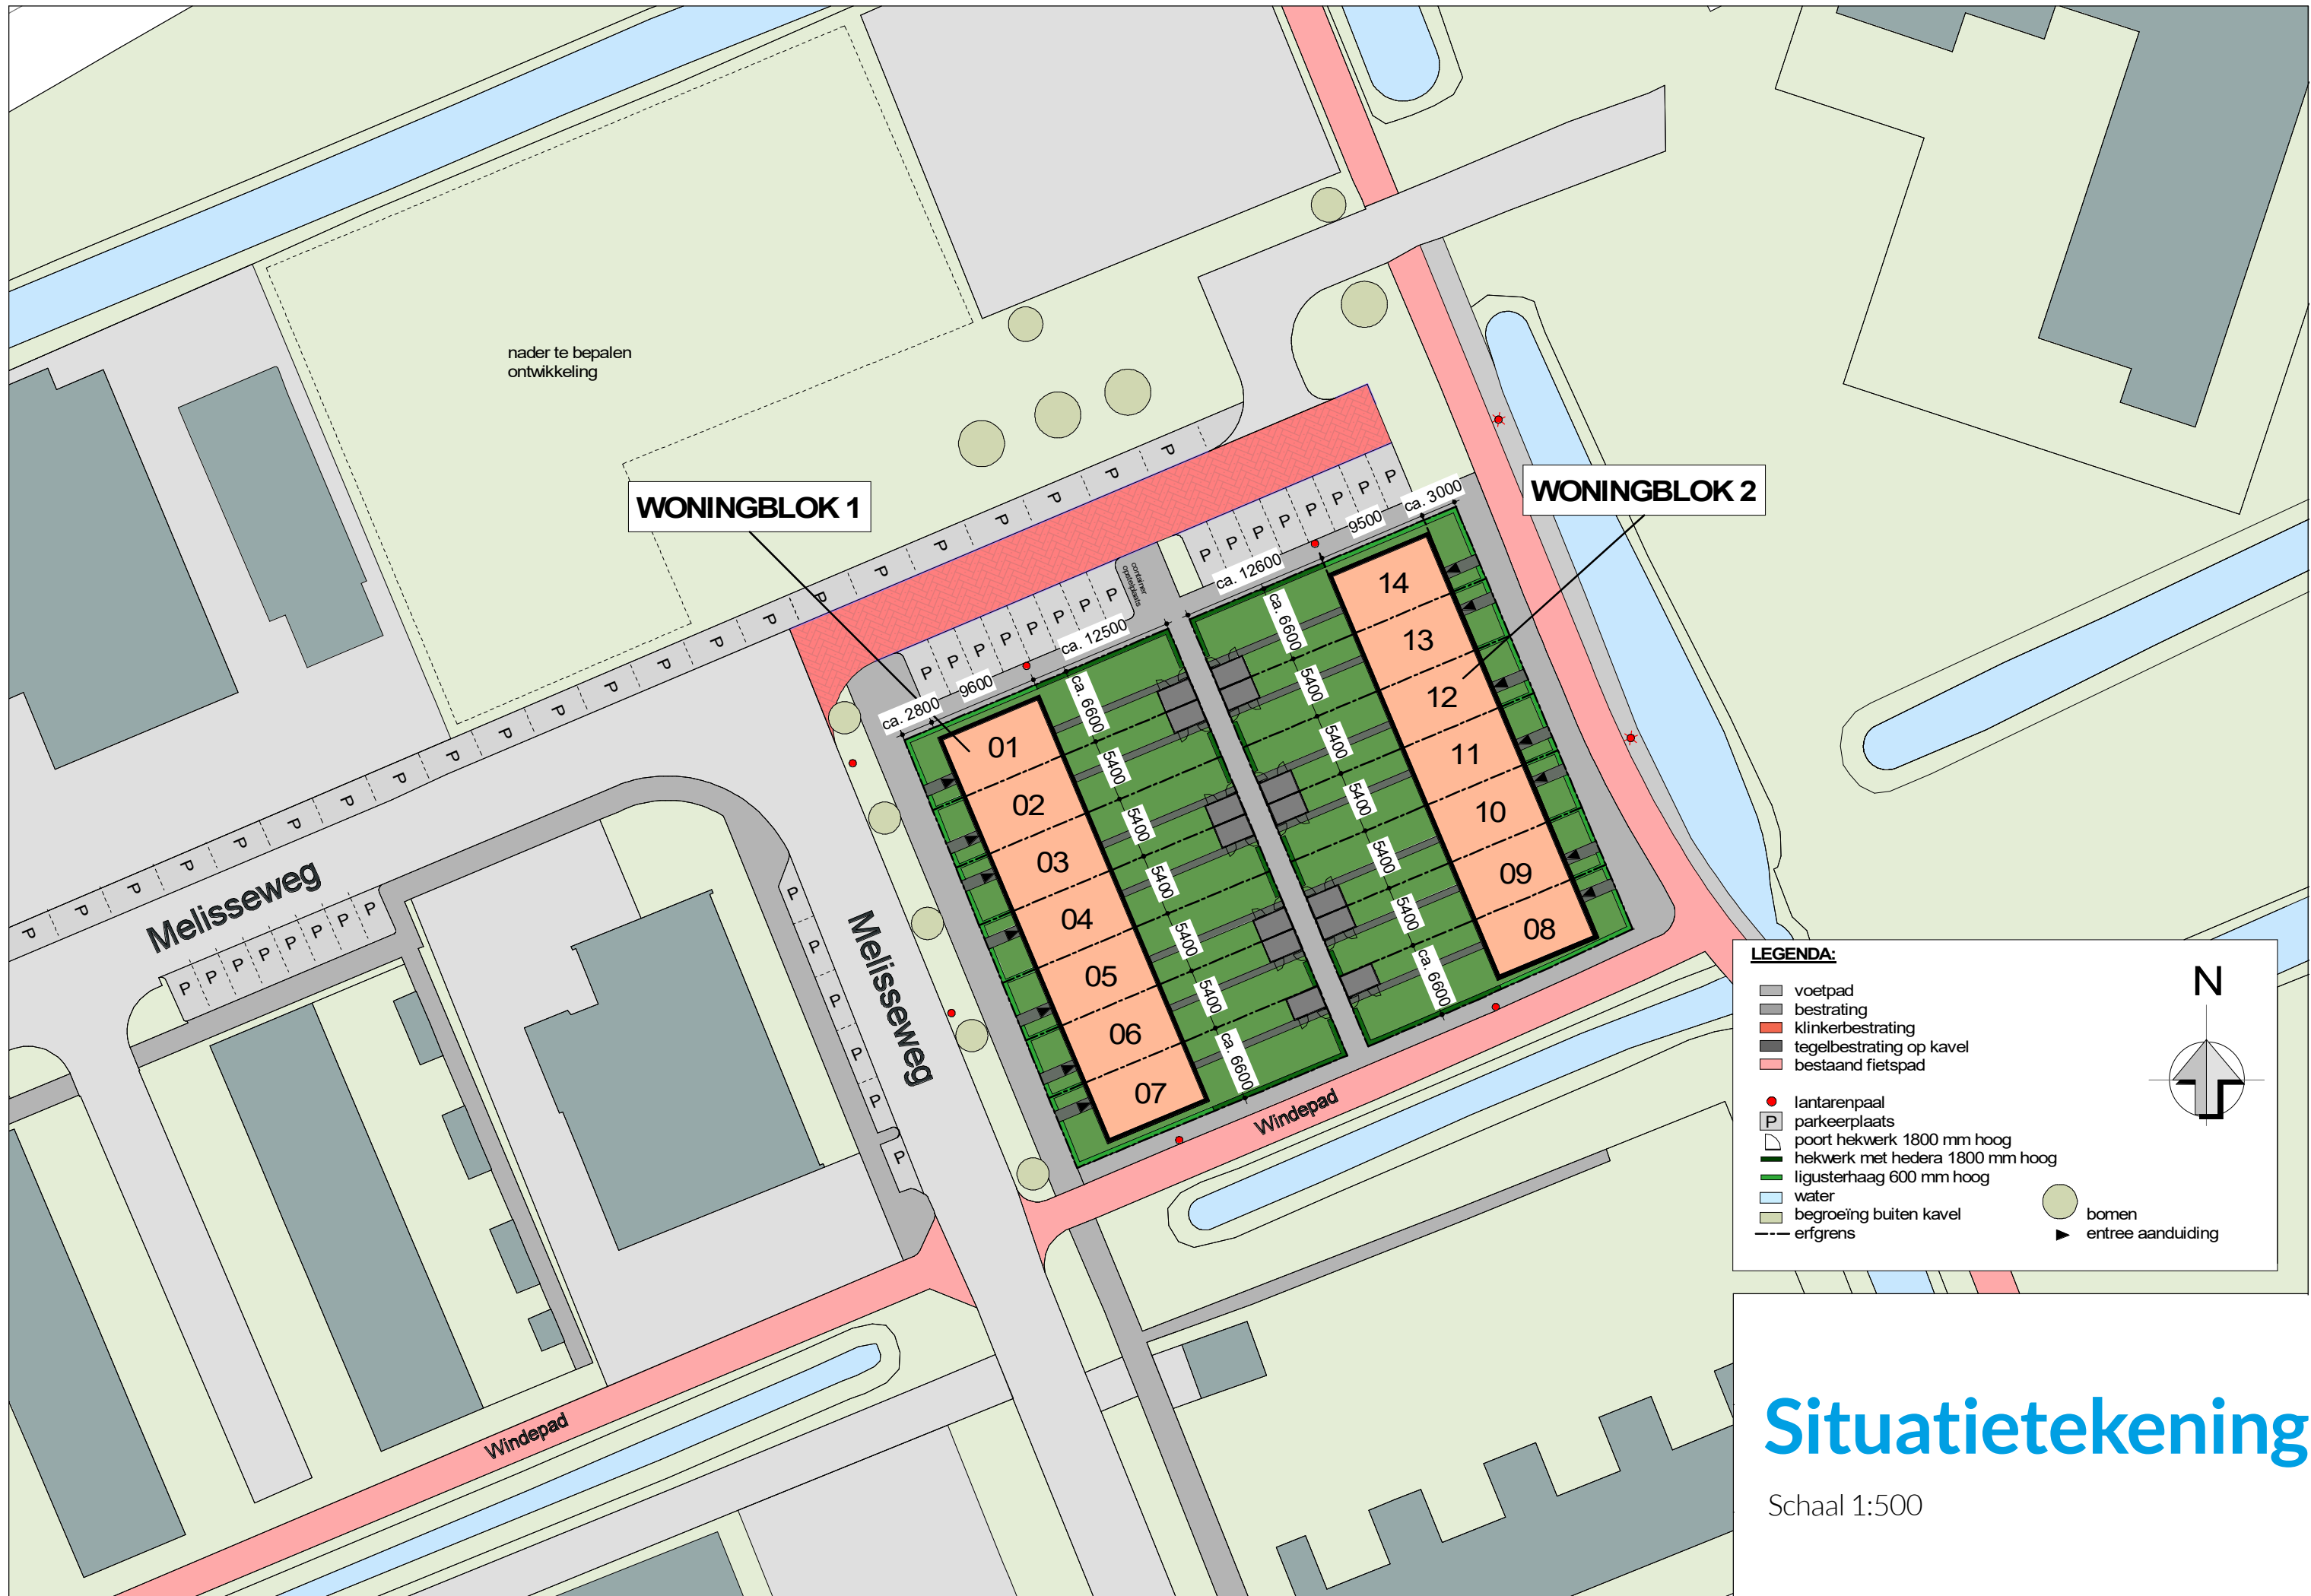 nader te bepalen
ontwikkeling
WONINGBLOK 1
WONINGBLOK 2
P P P P P P P P P P P P P P P P P P P P P P
P P P P P P P P
P P P P P P P P
P P P P P P P P
P P P P P P
container
opstelplaats
ca. 2800
9600
ca. 12500
ca. 12600
9500
ca. 3000
01
02
03
04
05
06
07
ca. 6600
5400
5400
5400
5400
5400
ca. 6600
14
13
12
11
10
09
08
ca. 6600
5400
5400
5400
5400
5400
ca. 6600
Melisseweg
Melisseweg
Windepad
Windepad
LEGENDA:
voetpad
bestrating
klinkerbestrating
tegelbestrating op kavel
bestaand fietspad
lantarenpaal
P parkeerplaats
poort hekwerk 1800 mm hoog
hekwerk met hedera 1800 mm hoog
ligusterhaag 600 mm hoog
water
begroeïng buiten kavel
erfgrens
N
bomen
entree aanduiding
Situatietekening
Schaal 1:500